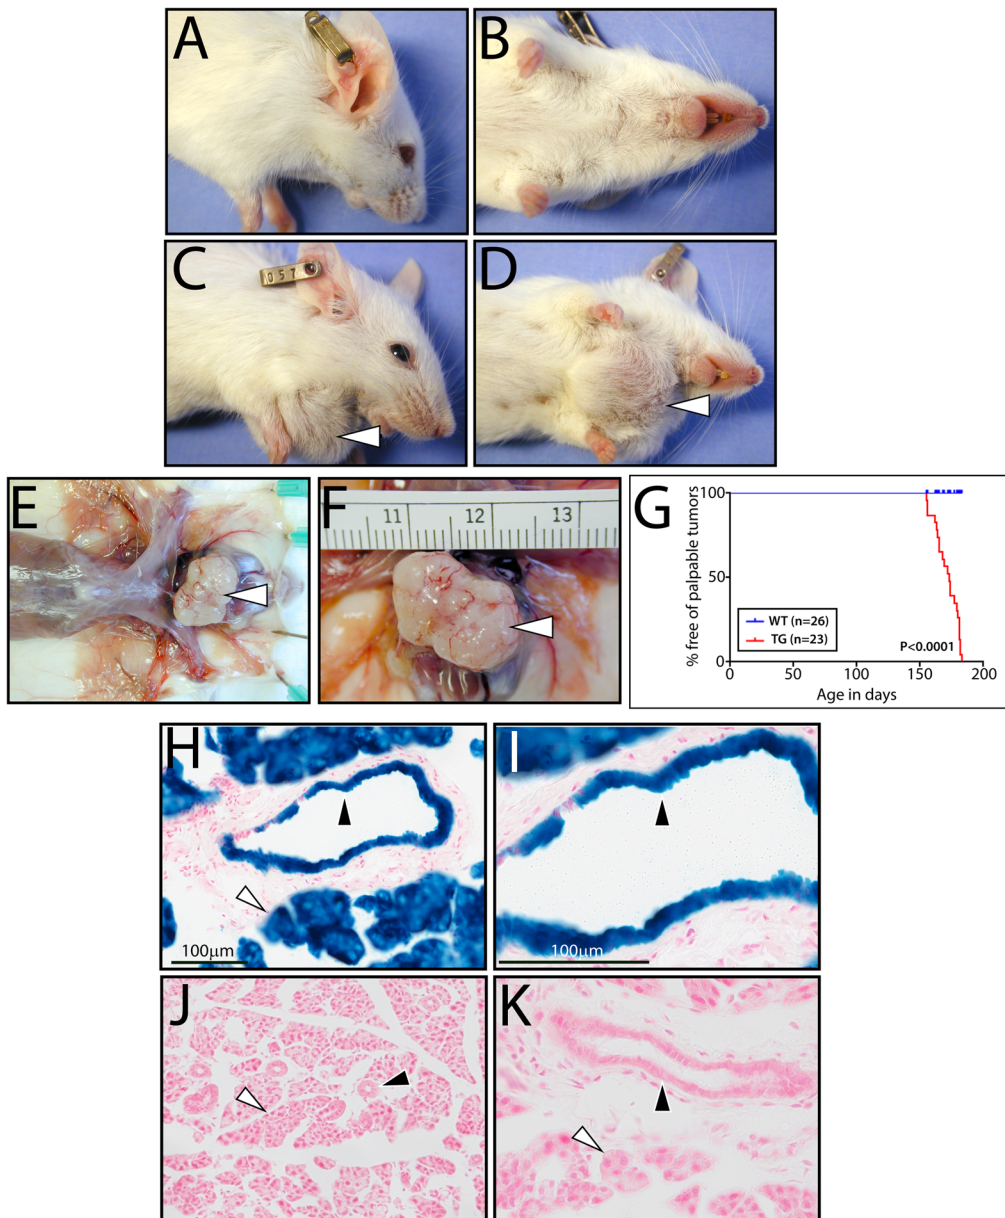 A
B
C
057
D
E
F
11 12 13
G
% free of palpable tumors
100
50
0
WT (n=26)
TG (n=23)
P<0.0001
0 50 100 150 200
Age in days
H
100μm
I
100μm
J
K